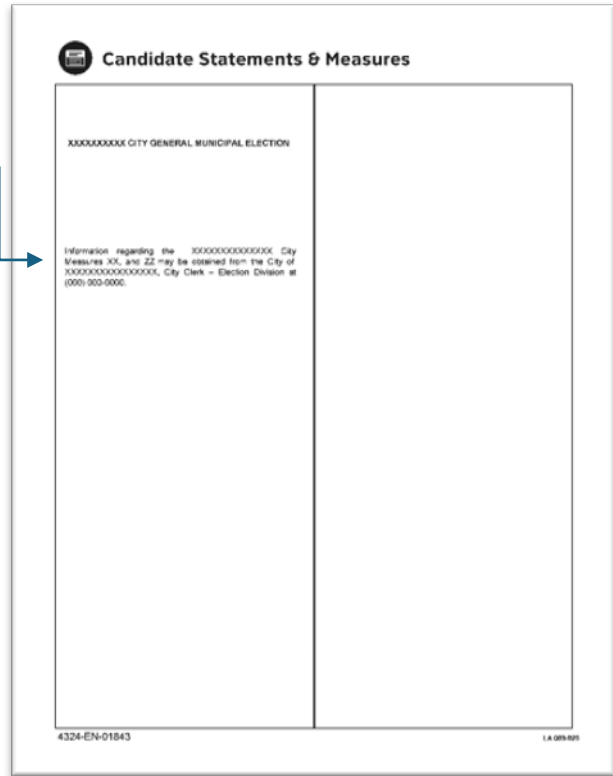 Candidate Statements & Measures
XXXXXXXXXX CITY GENERAL MUNICIPAL ELECTION
Information regarding the XXXXXXXXXXXXXX City
Measures XX, and ZZ may be obtained from the City of
XXXXXXXXXXXXXXXX, City Clerk – Election Division at
(000) 000-0000.
4324-EN-01843